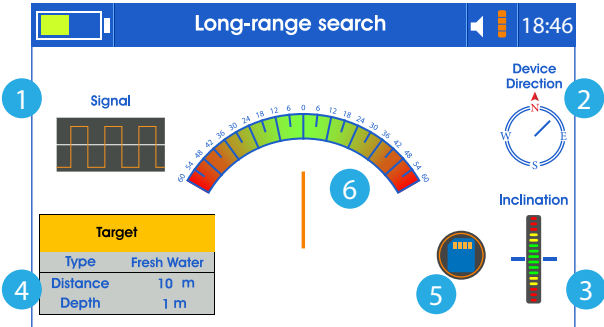 Long-range search
18:46
1
Signal
Device
Direction
2
N
W
E
S
60 54 48 42 36 30 24 18 12 6 0 6 12 18 24 30 36 42 48 54 60
6
Inclination
Target
Type Fresh Water
Distance 10 m
Depth 1 m
4
5
3